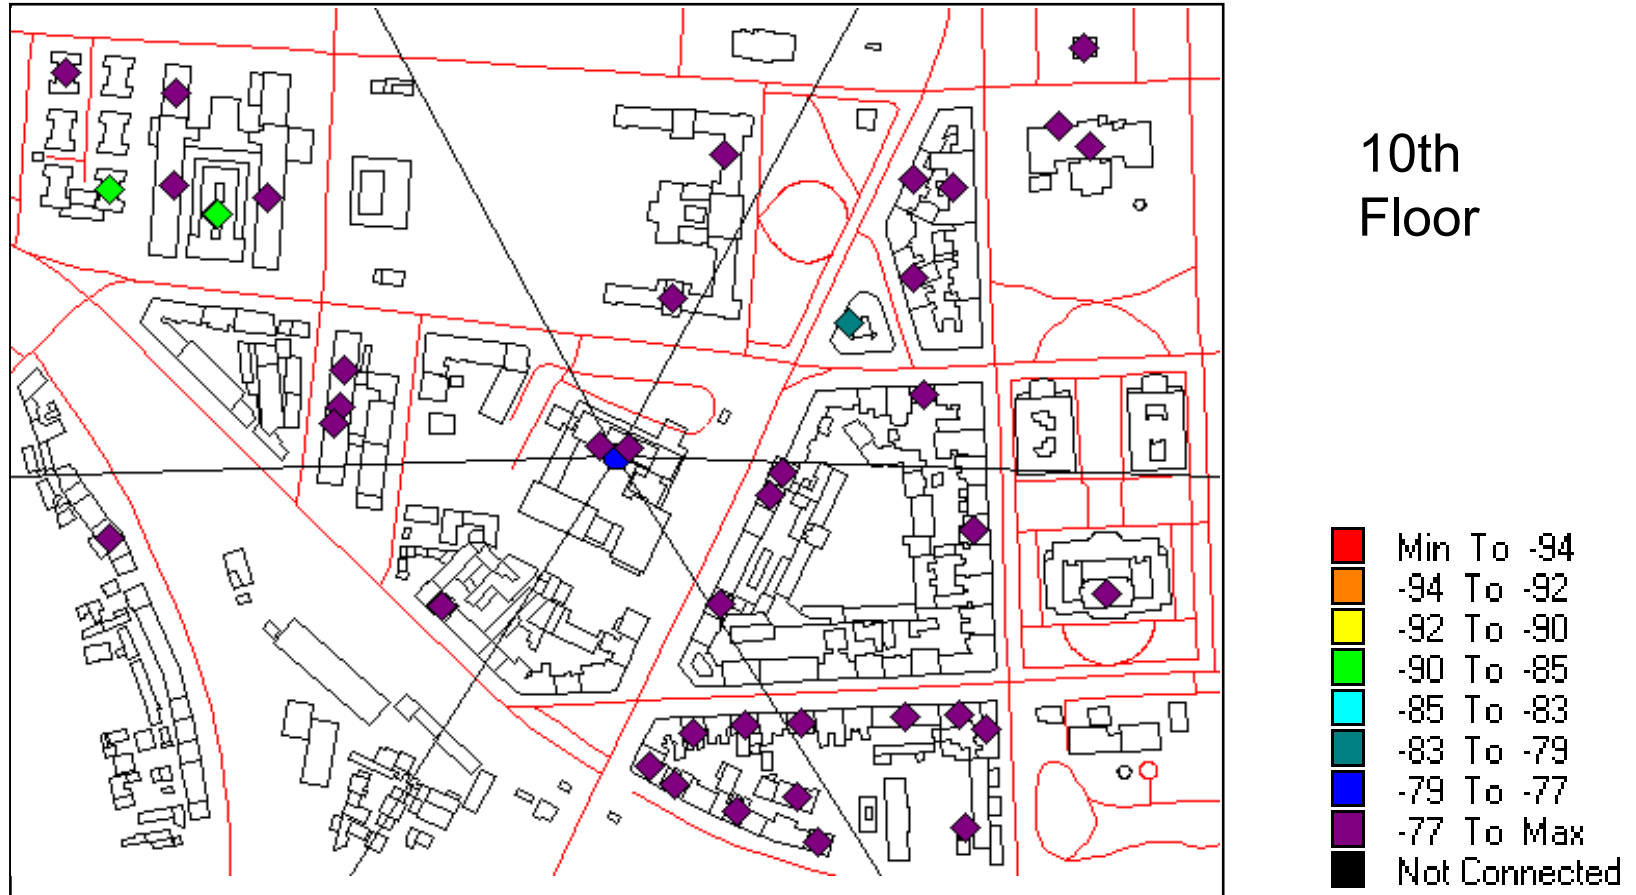 10th
Floor
Min To -94
-94 To -92
-92 To -90
-90 To -85
-85 To -83
-83 To -79
-79 To -77
-77 To Max
Not Connected